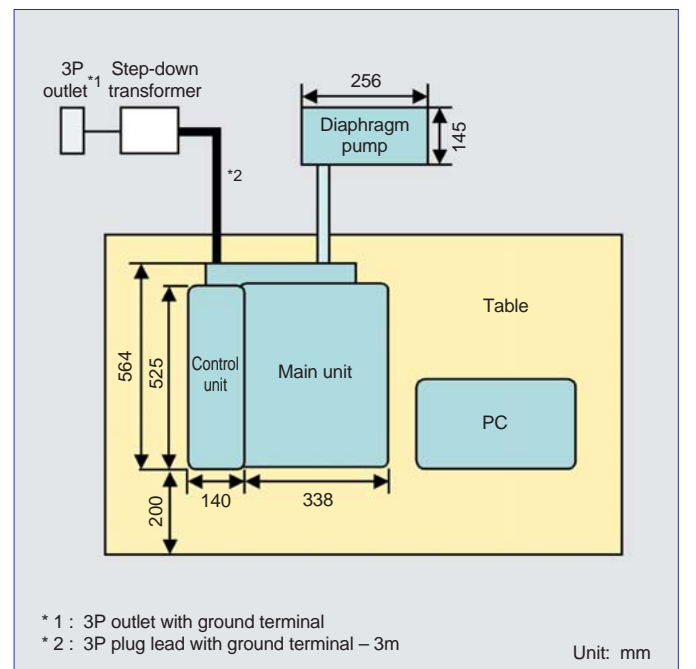 3P
outlet
*1
Step-down
transformer
*2
256
Diaphragm
pump
145
Table
564
525
Control
unit
Main unit
PC
140
338
200
* 1 : 3P outlet with ground terminal
* 2 : 3P plug lead with ground terminal – 3m
Unit: mm